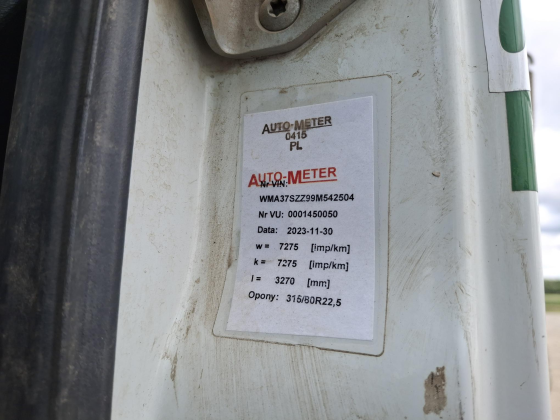 AUTO-METER
0415
PL
AUTO-METER
Nr VIN:
WMA37SZZ99M542504
Nr VU: 0001450050
Data: 2023-11-30
w = 7275 [imp/km]
k = 7275 [imp/km]
l = 3270 [mm]
Opony: 315/80R22,5